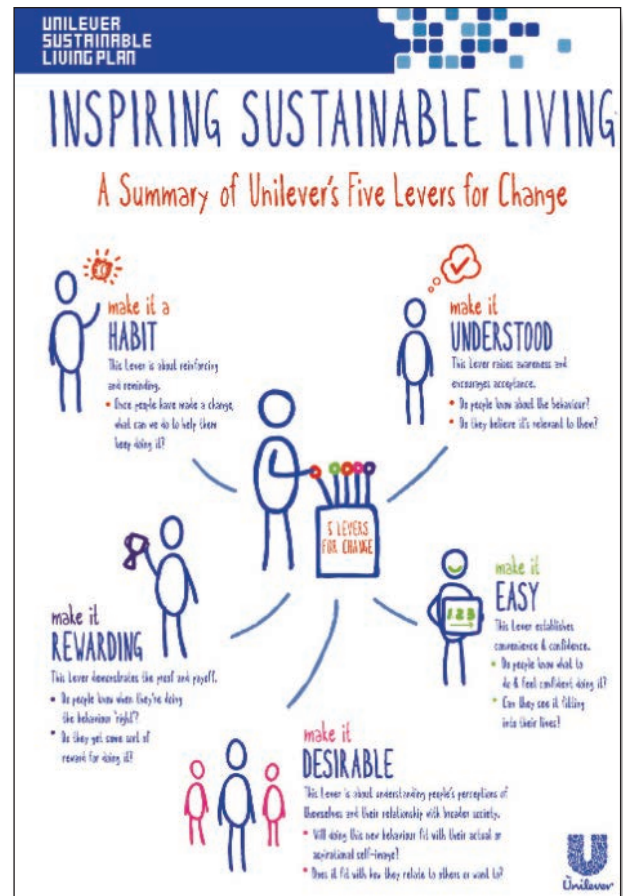 UNILEVER
SUSTAINABLE
LIVING PLAN
INSPIRING SUSTAINABLE LIVING
A Summary of Unilever's Five Levers for Change
make it a
HABIT
This Lever is about reinforcing
and reminding.
• Once people have made a change,
what can we do to help them
keep doing it?
make it
UNDERSTOOD
This Lever raises awareness and
encourages acceptance.
• Do people know about the behaviour?
• Do they believe it's relevant to them?
5 LEVERS
FOR CHANGE
make it
EASY
This Lever establishes
convenience & confidence.
• Do people know what to
do & feel confident doing it?
• Can they see it fitting
into their lives?
1 2 3
make it
REWARDING
This Lever demonstrates the proof and payoff.
• Do people know when they're doing
the behaviour 'right'?
• Do they get some sort of
reward for doing it?
make it
DESIRABLE
This Lever is about understanding people's perceptions of
themselves and their relationship with broader society.
• Will doing this new behaviour fit with their actual or
aspirational self-image?
• Does it fit with how they relate to others or want to?
Unilever